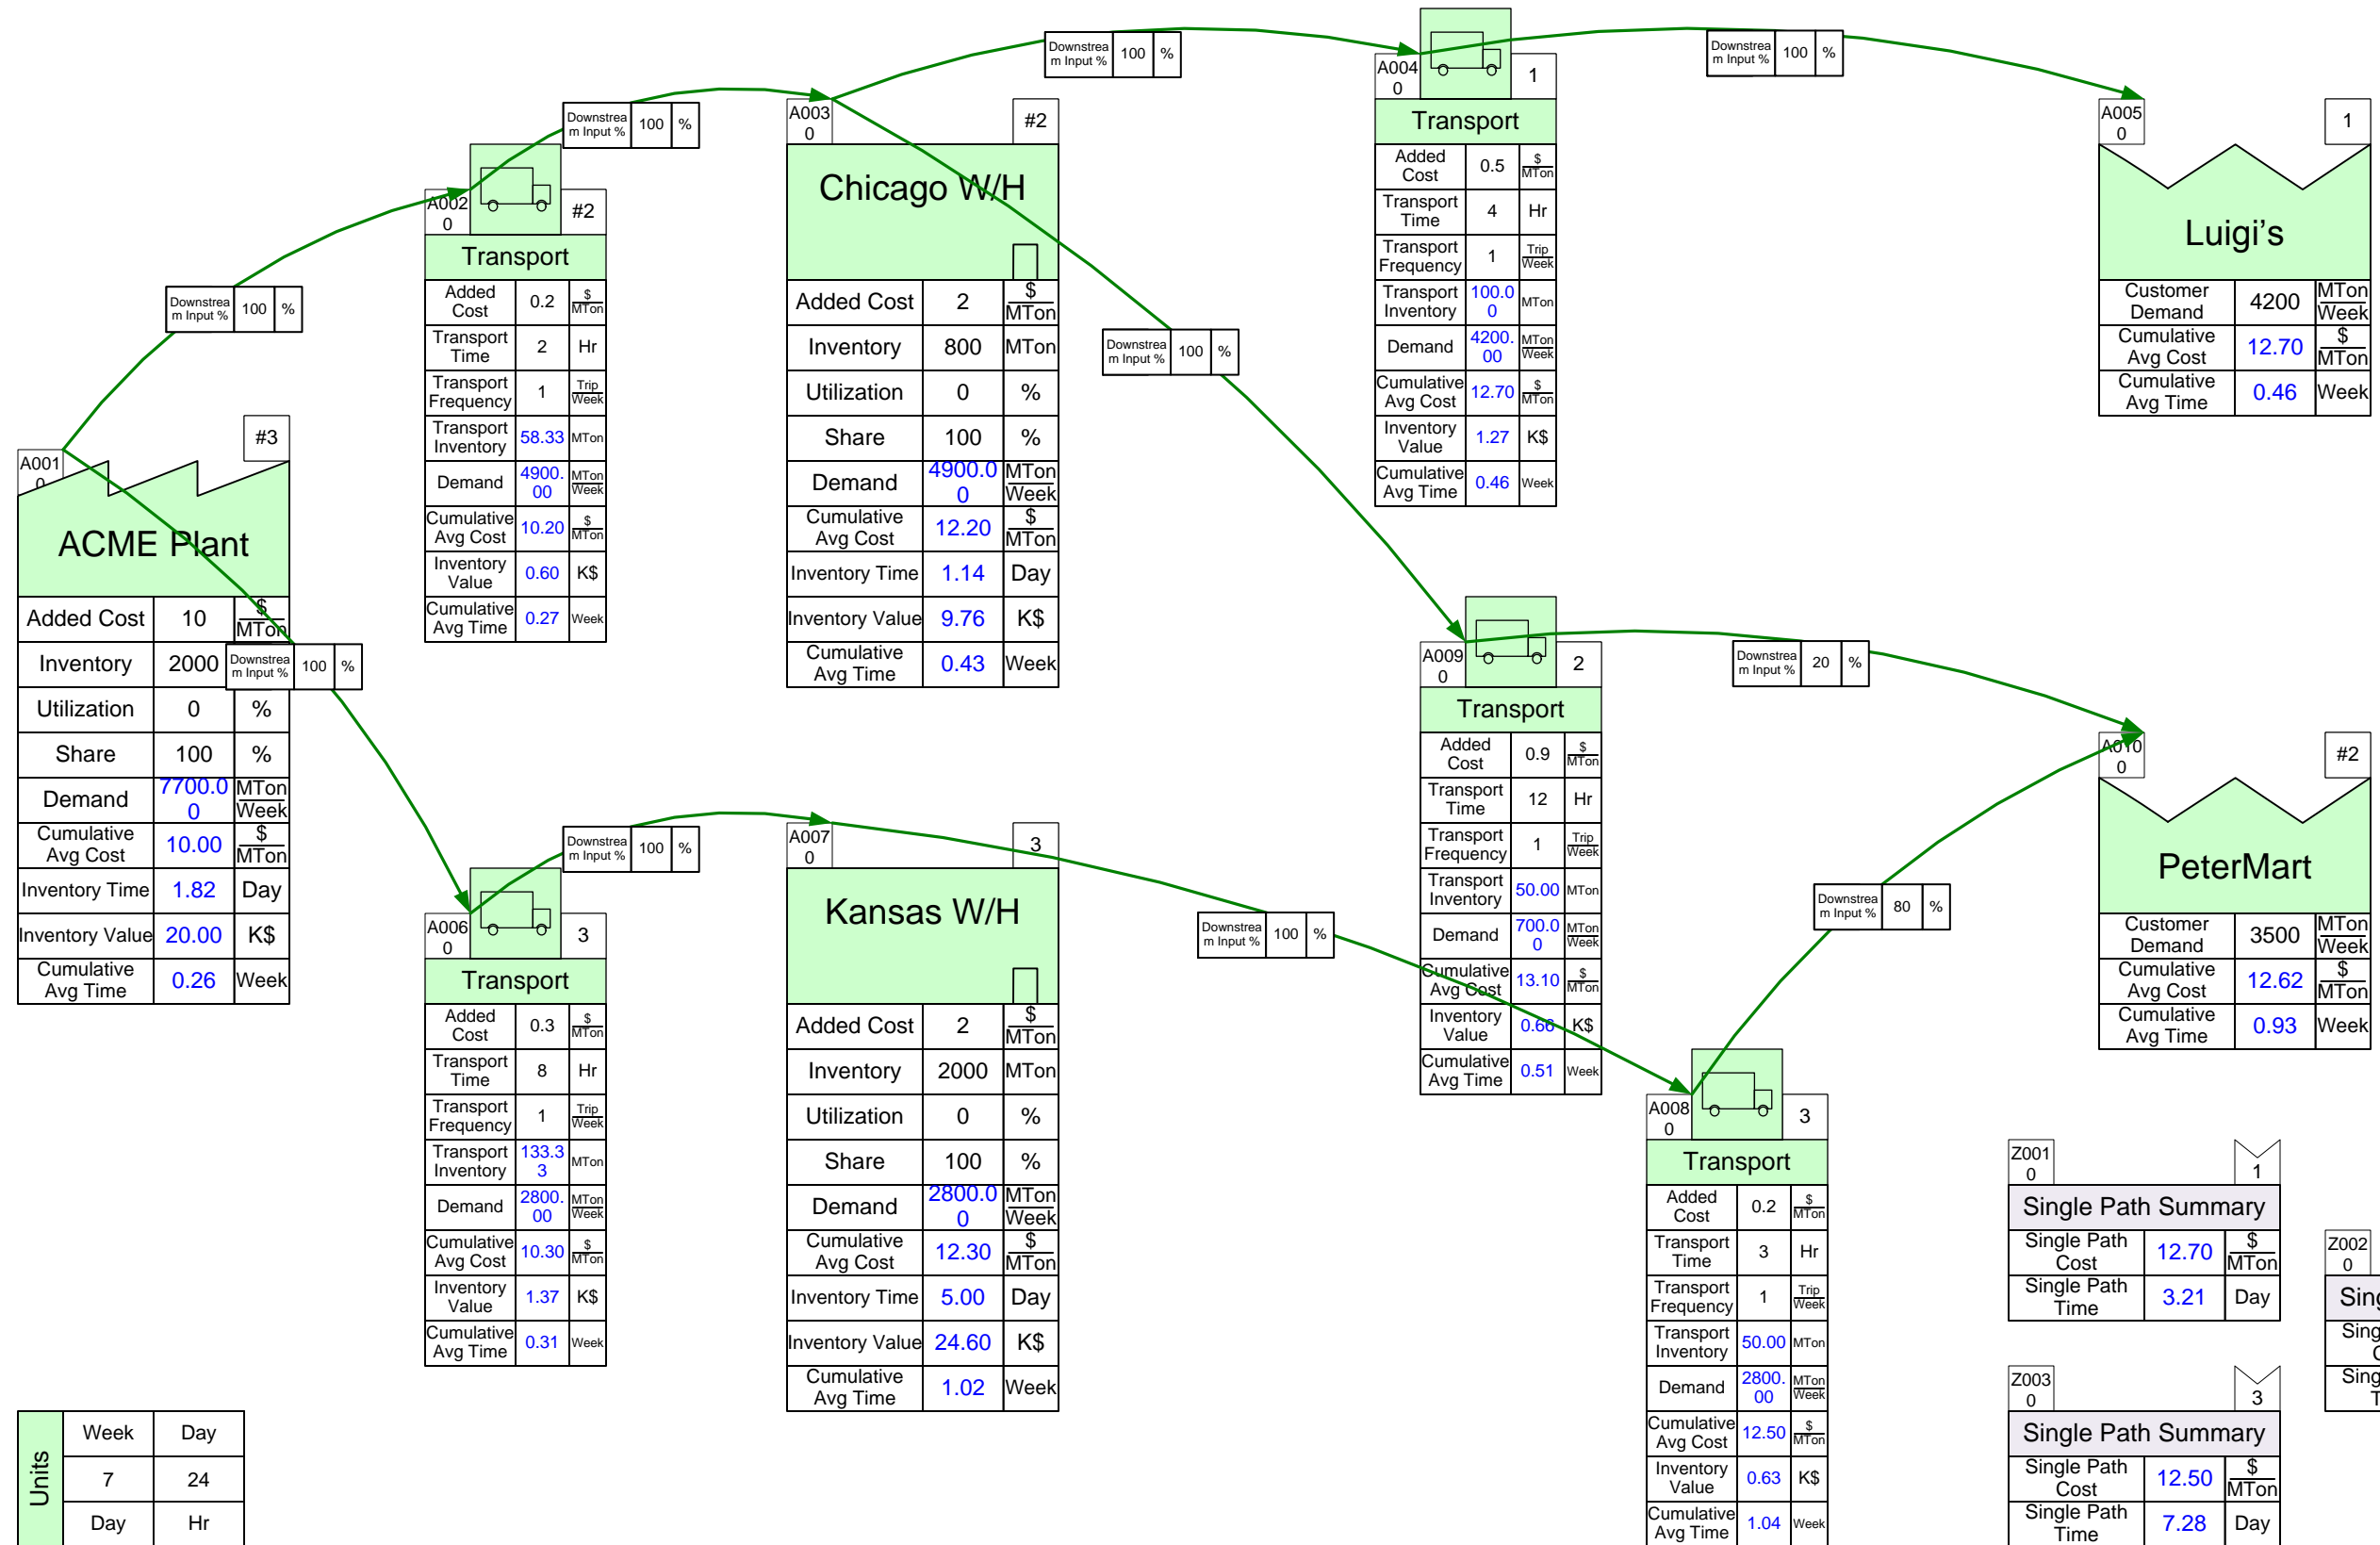 Downstrea
m Input %
100
%
A004
0
1
Transport
Added
Cost
0.5
$
MTon
Transport
Time
4
Hr
Transport
Frequency
1
Trip
Week
Transport
Inventory
100.0
0
MTon
Demand
4200.
00
MTon
Week
Cumulative
Avg Cost
12.70
$
MTon
Inventory
Value
1.27
K$
Cumulative
Avg Time
0.46
Week
Downstrea
m Input %
100
%
A005
0
1
Luigi's
Customer
Demand
4200
MTon
Week
Cumulative
Avg Cost
12.70
$
MTon
Cumulative
Avg Time
0.46
Week
Downstrea
m Input %
100
%
A003
0
#2
Chicago W/H
Added Cost
2
$
MTon
Inventory
800
MTon
Utilization
0
%
Share
100
%
Demand
4900.0
0
MTon
Week
Cumulative
Avg Cost
12.20
$
MTon
Inventory Time
1.14
Day
Inventory Value
9.76
K$
Cumulative
Avg Time
0.43
Week
A002
0
#2
Transport
Added
Cost
0.2
$
MTon
Transport
Time
2
Hr
Transport
Frequency
1
Trip
Week
Transport
Inventory
58.33
MTon
Demand
4900.
00
MTon
Week
Cumulative
Avg Cost
10.20
$
MTon
Inventory
Value
0.60
K$
Cumulative
Avg Time
0.27
Week
Downstrea
m Input %
100
%
Downstrea
m Input %
100
%
A001
0
#3
ACME Plant
Added Cost
10
$
MTon
Inventory
2000
Downstrea
m Input %
100
%
Utilization
0
%
Share
100
%
Demand
7700.0
0
MTon
Week
Cumulative
Avg Cost
10.00
$
MTon
Inventory Time
1.82
Day
Inventory Value
20.00
K$
Cumulative
Avg Time
0.26
Week
A009
0
2
Transport
Added
Cost
0.9
$
MTon
Transport
Time
12
Hr
Transport
Frequency
1
Trip
Week
Transport
Inventory
50.00
MTon
Demand
700.0
0
MTon
Week
Cumulative
Avg Cost
13.10
$
MTon
Inventory
Value
0.66
K$
Cumulative
Avg Time
0.51
Week
Downstrea
m Input %
20
%
A010
0
#2
PeterMart
Customer
Demand
3500
MTon
Week
Cumulative
Avg Cost
12.62
$
MTon
Cumulative
Avg Time
0.93
Week
Downstrea
m Input %
80
%
Downstrea
m Input %
100
%
A007
0
3
Kansas W/H
Added Cost
2
$
MTon
Inventory
2000
MTon
Utilization
0
%
Share
100
%
Demand
2800.0
0
MTon
Week
Cumulative
Avg Cost
12.30
$
MTon
Inventory Time
5.00
Day
Inventory Value
24.60
K$
Cumulative
Avg Time
1.02
Week
Downstrea
m Input %
100
%
A006
0
3
Transport
Added
Cost
0.3
$
MTon
Transport
Time
8
Hr
Transport
Frequency
1
Trip
Week
Transport
Inventory
133.3
3
MTon
Demand
2800.
00
MTon
Week
Cumulative
Avg Cost
10.30
$
MTon
Inventory
Value
1.37
K$
Cumulative
Avg Time
0.31
Week
A008
0
3
Transport
Added
Cost
0.2
$
MTon
Transport
Time
3
Hr
Transport
Frequency
1
Trip
Week
Transport
Inventory
50.00
MTon
Demand
2800.
00
MTon
Week
Cumulative
Avg Cost
12.50
$
MTon
Inventory
Value
0.63
K$
Cumulative
Avg Time
1.04
Week
Z001
0
1
Single Path Summary
Single Path
Cost
12.70
$
MTon
Single Path
Time
3.21
Day
Z002
0
Z003
0
3
Single Path Summary
Single Path
Cost
12.50
$
MTon
Single Path
Time
7.28
Day
Units
Week
Day
7
24
Day
Hr